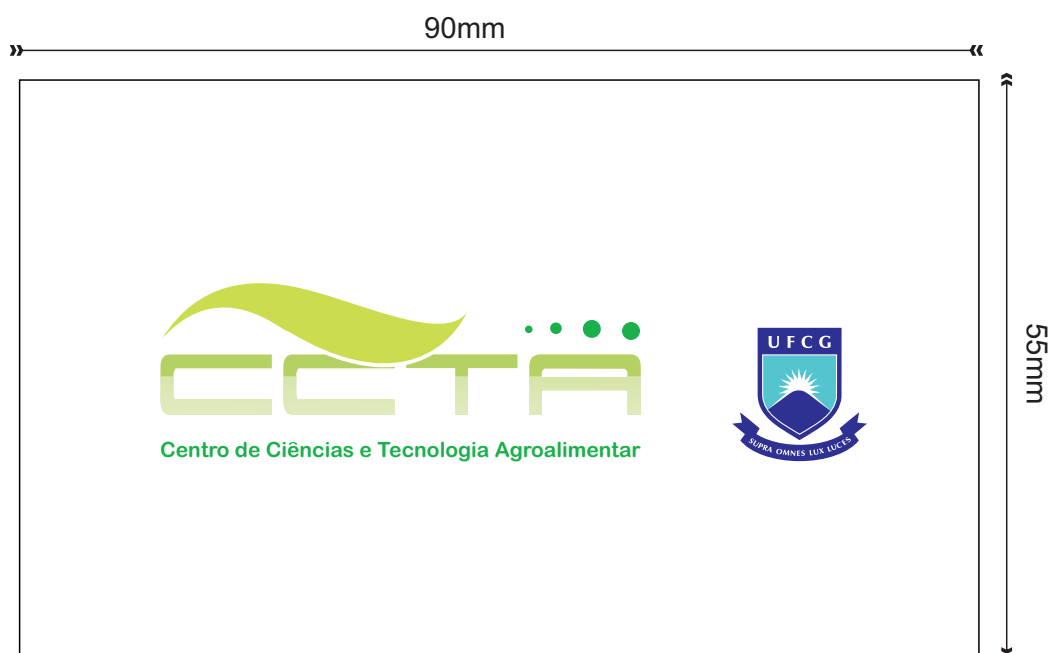 90mm
55mm
CCTA
Centro de Ciências e Tecnologia Agroalimentar
UFCG
SUPRA OMNES LUX LUCES